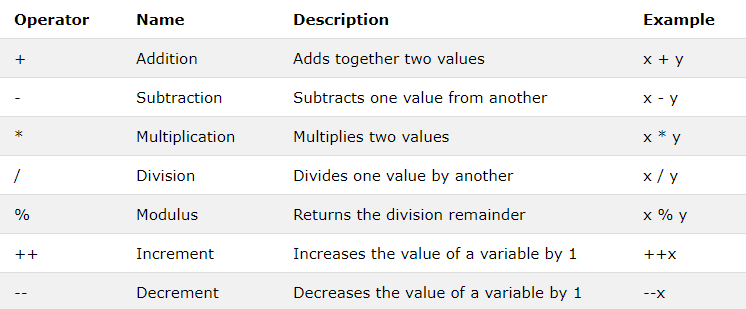 Operator Name Description Example
+ Addition Adds together two values x + y
- Subtraction Subtracts one value from another x - y
* Multiplication Multiplies two values x * y
/ Division Divides one value by another x / y
% Modulus Returns the division remainder x % y
++ Increment Increases the value of a variable by 1 ++x
-- Decrement Decreases the value of a variable by 1 --x